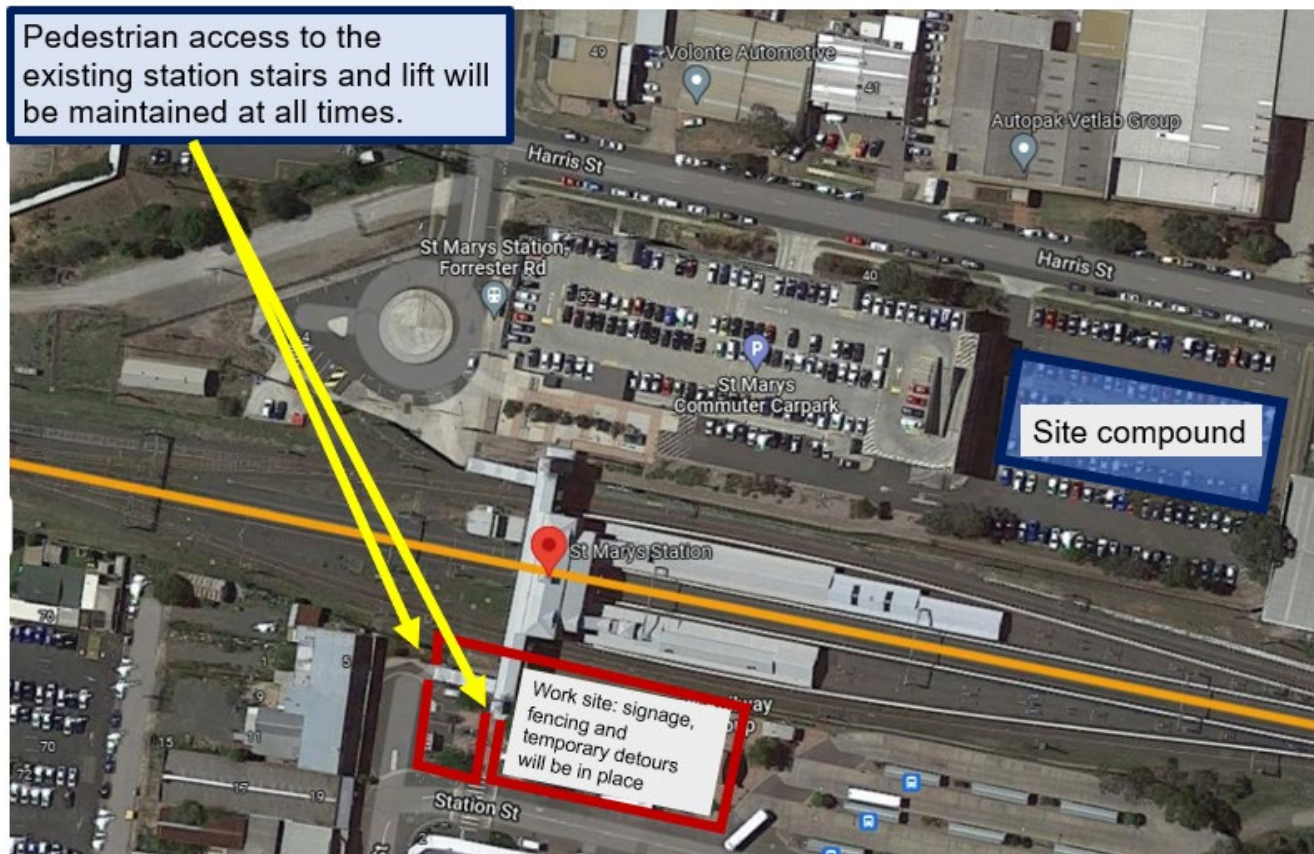 Pedestrian access to the
existing station stairs and lift will
be maintained at all times.
49
Volonte Automotive
41
Autopak Vetlab Group
Harris St
Harris St
St Marys Station,
Forrester Rd
40
52
P
St Marys
Commuter Carpark
Site compound
St Marys Station
76
1
5
9
11
15
17
19
70
72
Work site: signage,
fencing and
temporary detours
will be in place
Station St
2